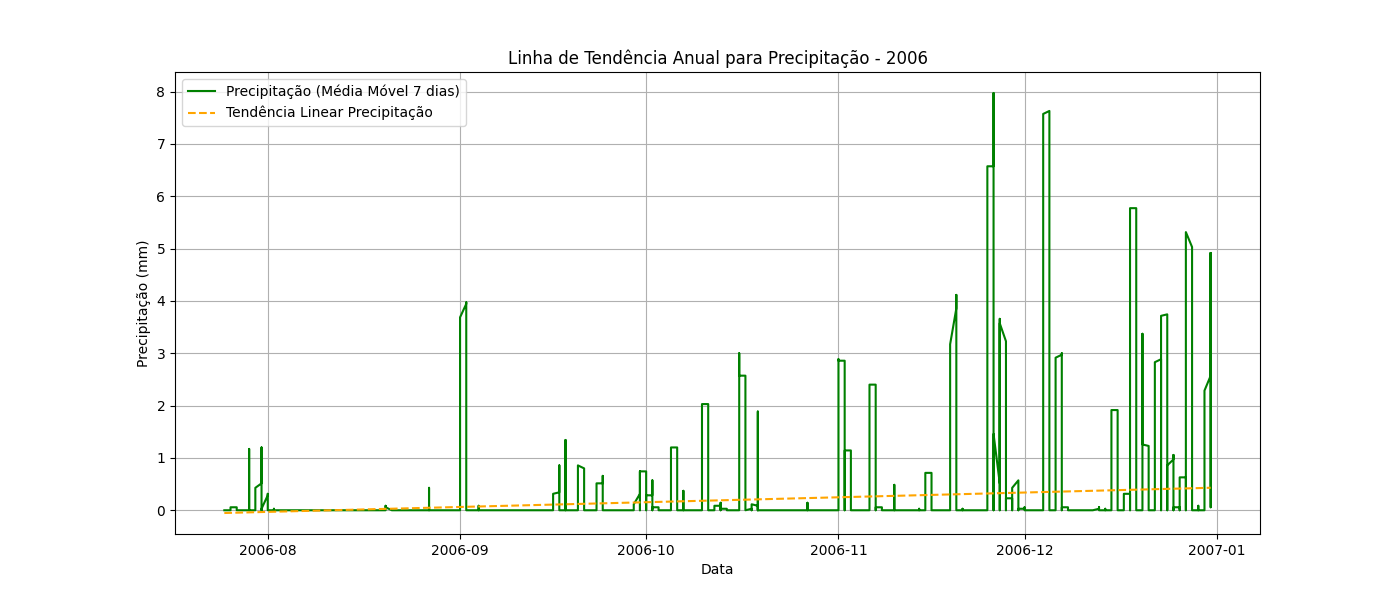 Linha de Tendência Anual para Precipitação - 2006
Precipitação (Média Móvel 7 dias)
Tendência Linear Precipitação
Precipitação (mm)
8
7
6
5
4
3
2
1
0
2006-08 2006-09 2006-10 2006-11 2006-12 2007-01
Data